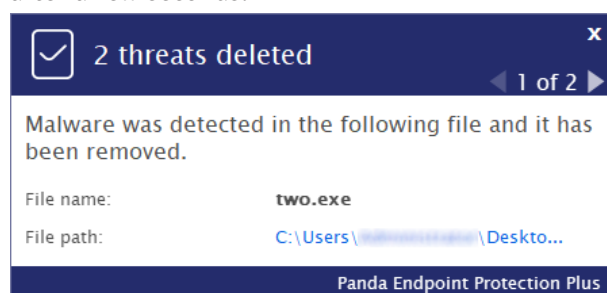 2 threats deleted
x
1 of 2
Malware was detected in the following file and it has
been removed.
File name: two.exe
File path: C:\Users\ \Deskto...
Panda Endpoint Protection Plus